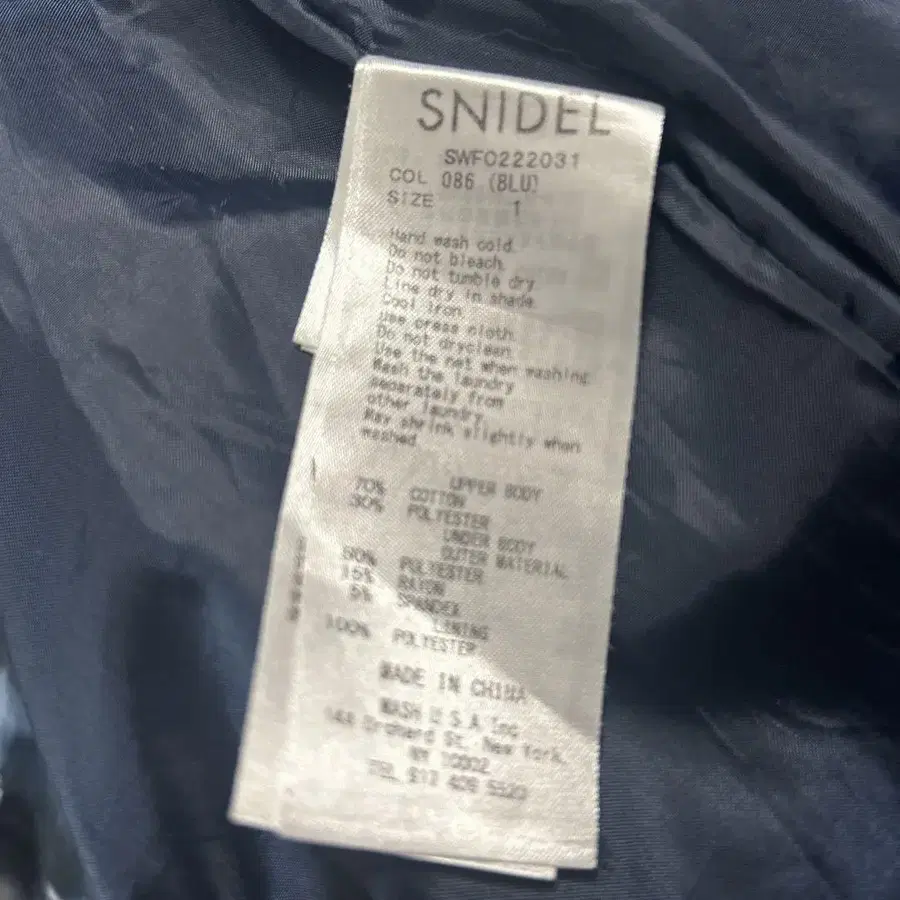 SNIDEL
SWFO222031
COL 086 (BLU)
SIZE 1
Hand wash cold.
Do not bleach.
Do not tumble dry
Line dry in shade.
Cool iron
use press cloth.
Do not dryclean.
Use the net when washing
Wash the laundry
separately from
other laundry.
May shrink slightly when
washed.
UPPER BODY
70% COTTON
30% POLYESTER
UNDER BODY
OUTER MATERIAL
POLYESTER
15% RAYON
5% SPANDEX
LINING
100% POLYESTER
MADE IN CHINA
MASH U.S.A Inc.
Orchard St. New York,
NY 10002
TEL